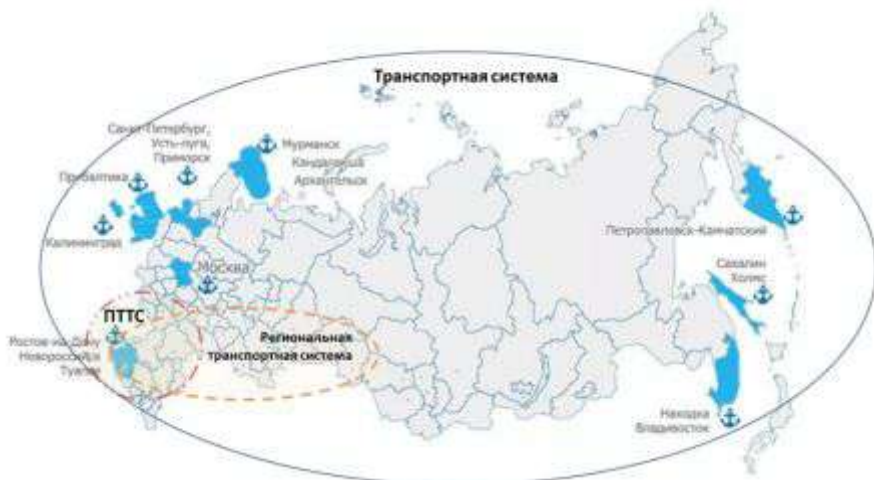 Транспортная система
Санкт-Петербург,
Усть-Луга,
Приморск
Мурманск
Кандалакша
Архангельск
Прибалтика
Калининград
Москва
Петропавловск-Камчатский
Сахалин
Холмс
ПТТС
Ростов-на-Дону
Новороссийск
Туапсе
Региональная
транспортная система
Находка
Владивосток